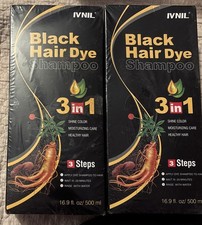 IVNIL
Black
Hair Dye
Shampoo
3 in 1
SHINE COLOR
MOISTURIZING CARE
HEALTHY HAIR
3 Steps
16.9 fl. oz/ 500 ml
IVNIL
Black
Hair Dye
Shampoo
3 in 1
SHINE COLOR
MOISTURIZING CARE
HEALTHY HAIR
3 Steps
16.9 fl. oz/ 500 ml